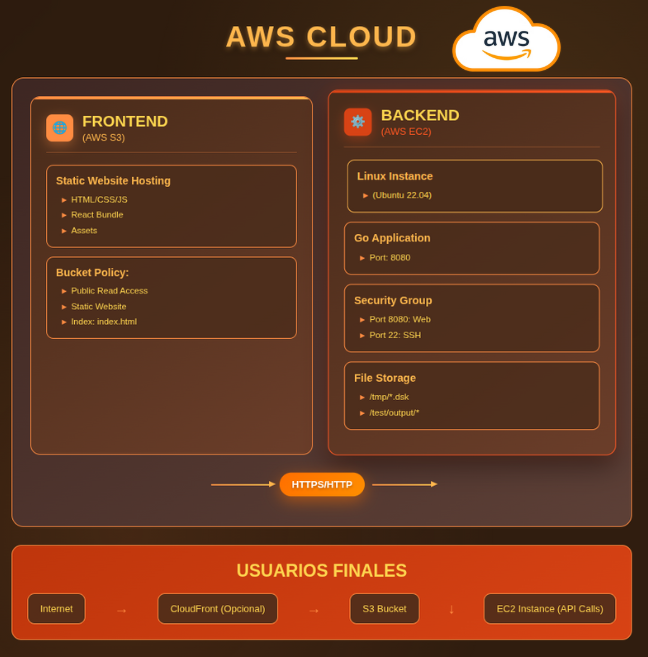 AWS CLOUD
aws
FRONTEND
(AWS S3)
Static Website Hosting
► HTML/CSS/JS
► React Bundle
► Assets
Bucket Policy:
► Public Read Access
► Static Website
► Index: index.html
BACKEND
(AWS EC2)
Linux Instance
► (Ubuntu 22.04)
Go Application
► Port: 8080
Security Group
► Port 8080: Web
► Port 22: SSH
File Storage
► /tmp/*.dsk
► /test/output/*
HTTPS/HTTP
USUARIOS FINALES
Internet → CloudFront (Opcional) → S3 Bucket ↓ EC2 Instance (API Calls)